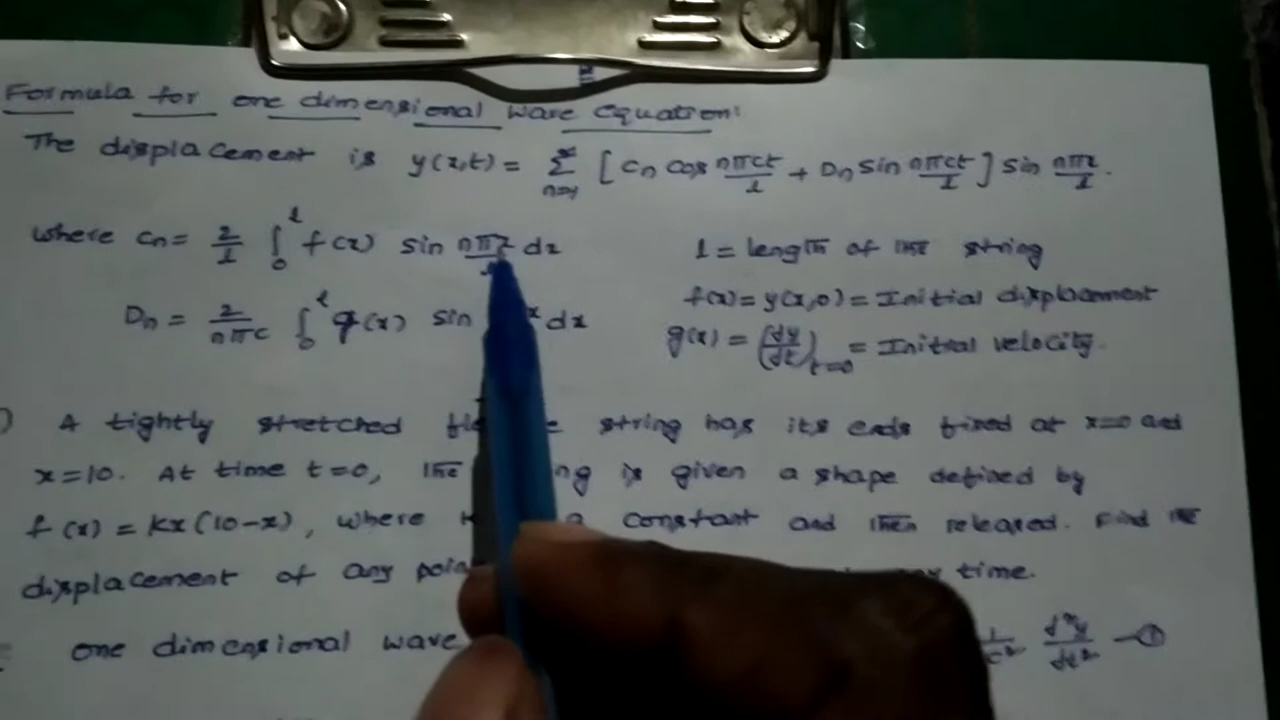 Formula for one dimensional wave equation:
The displacement is y(x,t) = ∑ n=1 ∞ [Cn cos nπct/l + Dn sin nπct/l] sin nπx/l.
where Cn = 2/l ∫₀ˡ f(x) sin nπx/l dx
l = length of the string
f(x) = y(x,0) = Initial displacement
Dn = 2/nπc ∫₀ˡ g(x) sin x dx
g(x) = (dy/dt) t=0 = Initial velocity.
) A tightly stretched string has its ends fixed at x=0 and
x=10. At time t=0, the is given a shape defined by
f(x) = kx(10-x), where constant and then released. Find the
displacement of any time.
one dimensional wave 1/c² d²y/dt² —①